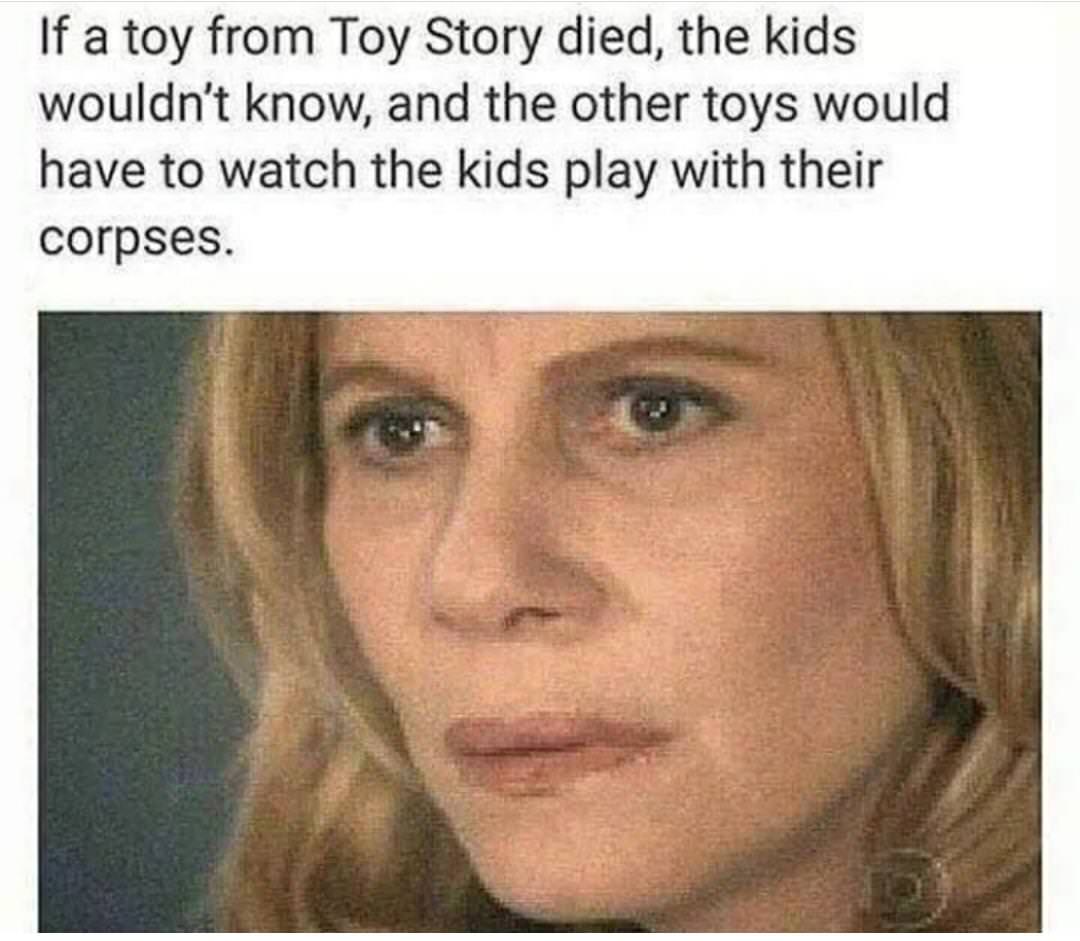 If a toy from Toy Story died, the kids
wouldn't know, and the other toys would
have to watch the kids play with their
corpses.